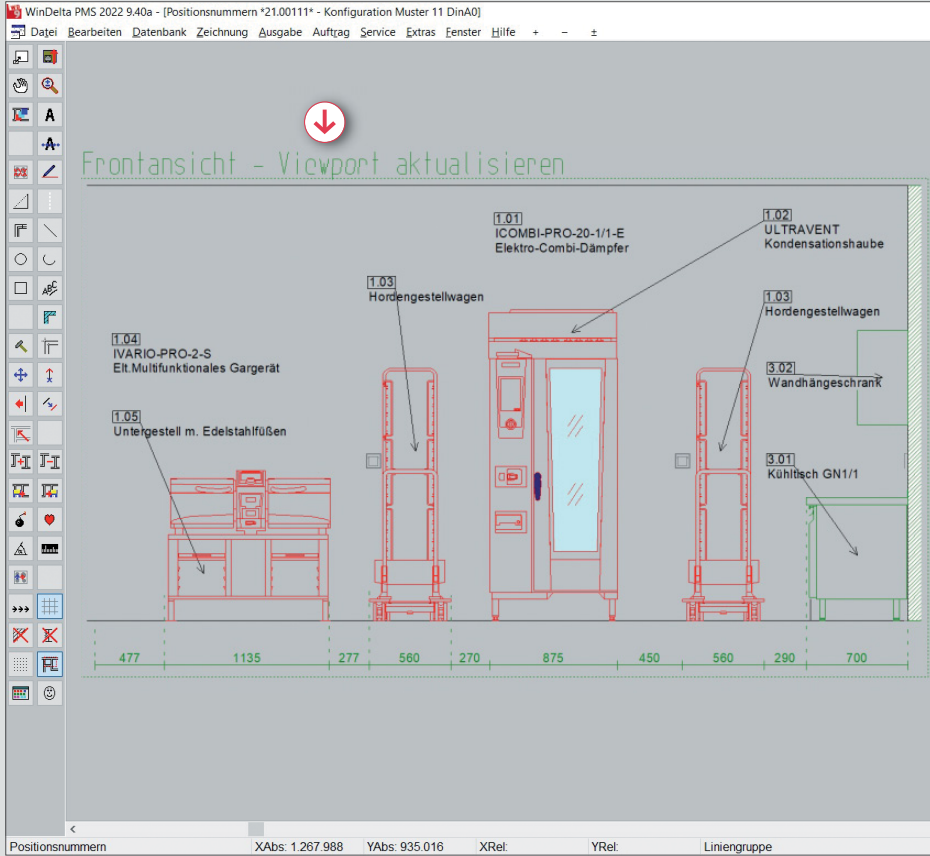 WinDelta PMS 2022 9.40a - [Positionsnummern *21.00111* - Konfiguration Muster 11 DinA0]
Datei Bearbeiten Datenbank Zeichnung Ausgabe Auftrag Service Extras Fenster Hilfe + - ±
A
A
ABC
Frontansicht - Viewport aktualisieren
1.01
ICOMBI-PRO-20-1/1-E
Elektro-Combi-Dämpfer
1.02
ULTRAVENT
Kondensationshaube
1.03
Hordengestellwagen
1.03
Hordengestellwagen
1.04
IVARIO-PRO-2-S
Elt.Multifunktionales Gargerät
3.02
Wandhängeschrank
1.05
Untergestell m. Edelstahlfüßen
3.01
Kühltisch GN1/1
477 1135 277 560 270 875 450 560 290 700
Positionsnummern XAbs: 1.267.988 YAbs: 935.016 XRel: YRel: Liniengruppe